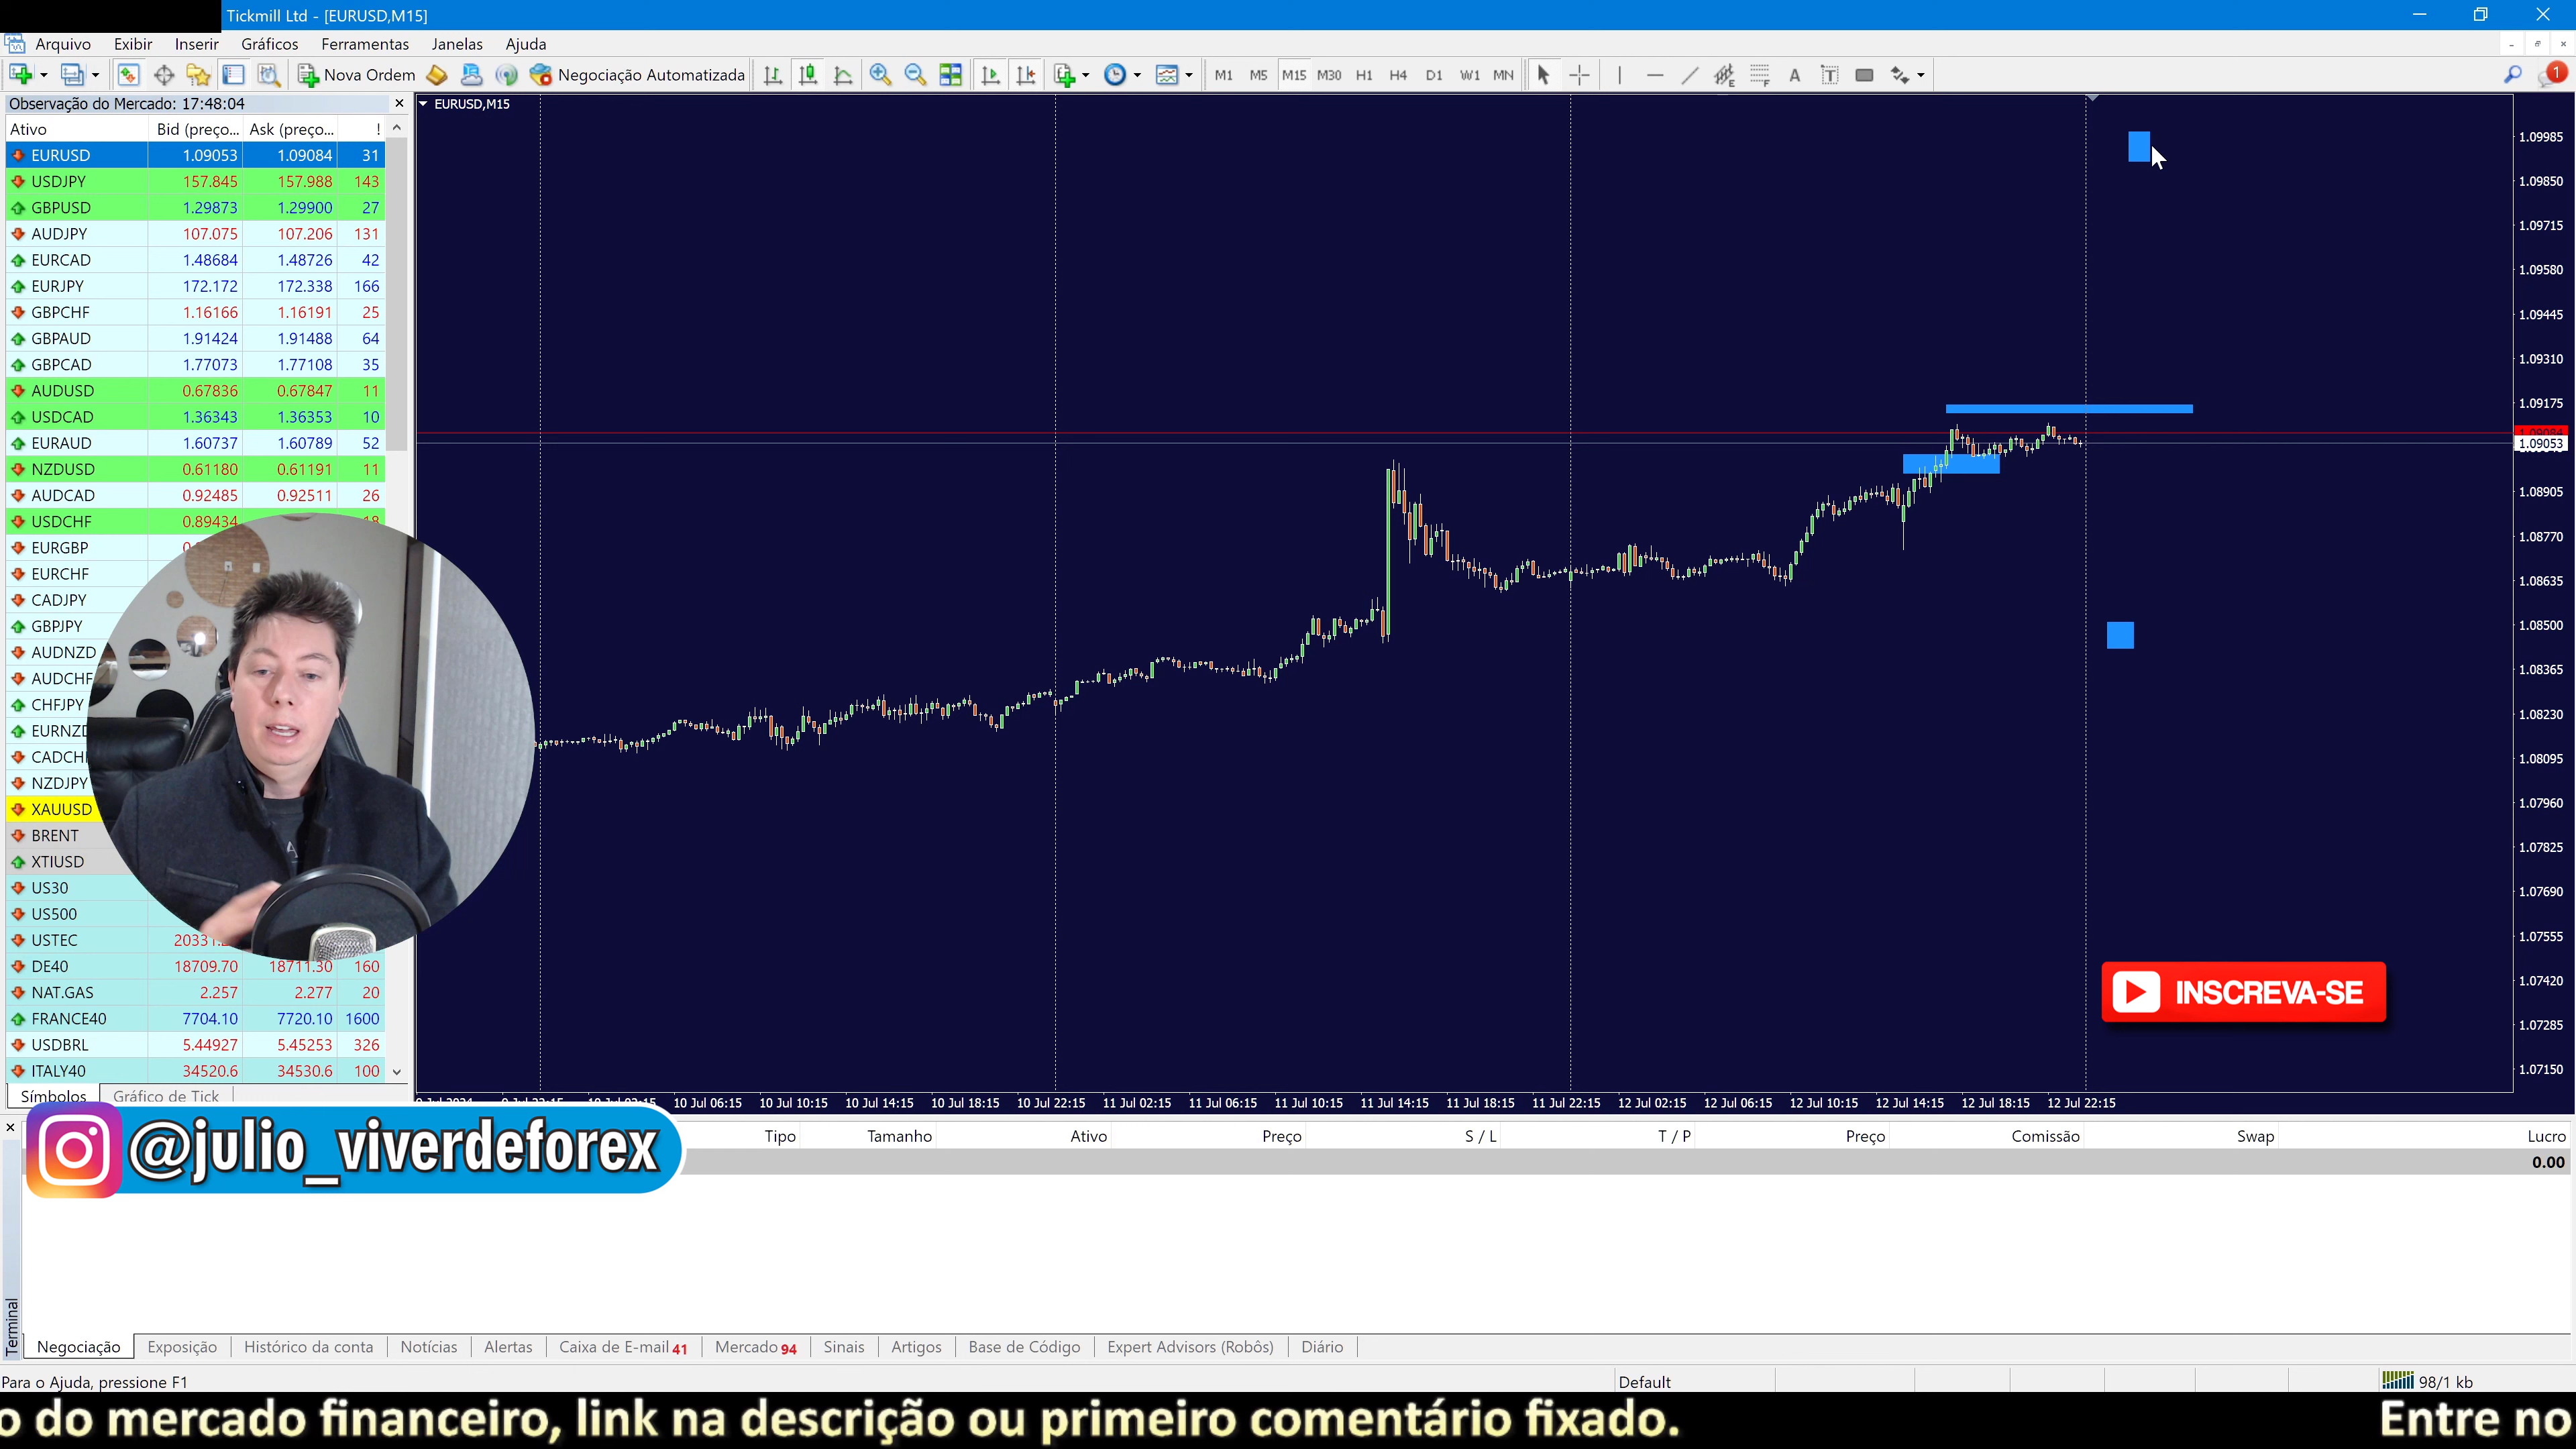 Tickmill Ltd - [EURUSD,M15]
Arquivo Exibir Inserir Gráficos Ferramentas Janelas Ajuda
Nova Ordem Negociação Automatizada M1 M5 M15 M30 H1 H4 D1 W1 MN A T 1
Observação do Mercado: 17:48:04
EURUSD,M15
Ativo Bid (preço... Ask (preço... !
EURUSD 1.09053 1.09084 31
USDJPY 157.845 157.988 143
GBPUSD 1.29873 1.29900 27
AUDJPY 107.075 107.206 131
EURCAD 1.48684 1.48726 42
EURJPY 172.172 172.338 166
GBPCHF 1.16166 1.16191 25
GBPAUD 1.91424 1.91488 64
GBPCAD 1.77073 1.77108 35
AUDUSD 0.67836 0.67847 11
USDCAD 1.36343 1.36353 10
EURAUD 1.60737 1.60789 52
NZDUSD 0.61180 0.61191 11
AUDCAD 0.92485 0.92511 26
USDCHF 0.89434 18
EURGBP
EURCHF
CADJPY
GBPJPY
AUDNZD
AUDCHF
CHFJPY
EURNZD
CADCHF
NZDJPY
XAUUSD
BRENT
XTIUSD
US30
US500
USTEC
DE40 18709.70 18711.30 160
NAT.GAS 2.257 2.277 20
FRANCE40 7704.10 7720.10 1600
USDBRL 5.44927 5.45253 326
ITALY40 34520.6 34530.6 100
Símbolos Gráfico de Tick
1.09985
1.09850
1.09715
1.09580
1.09445
1.09310
1.09175
1.09084
1.09053
1.08905
1.08770
1.08635
1.08500
1.08365
1.08230
1.08095
1.07960
1.07825
1.07690
1.07555
1.07420
1.07285
1.07150
INSCREVA-SE
10 Jul 06:15 10 Jul 10:15 10 Jul 14:15 10 Jul 18:15 10 Jul 22:15 11 Jul 02:15 11 Jul 06:15 11 Jul 10:15 11 Jul 14:15 11 Jul 18:15 11 Jul 22:15 12 Jul 02:15 12 Jul 06:15 12 Jul 10:15 12 Jul 14:15 12 Jul 18:15 12 Jul 22:15
Tipo Tamanho Ativo Preço S / L T / P Preço Comissão Swap Lucro
0.00
@julio_viverdeforex
Terminal
Negociação Exposição Histórico da conta Notícias Alertas Caixa de E-mail 41 Mercado 94 Sinais Artigos Base de Código Expert Advisors (Robôs) Diário
Para o Ajuda, pressione F1 Default 98/1 kb
o do mercado financeiro, link na descrição ou primeiro comentário fixado. Entre no